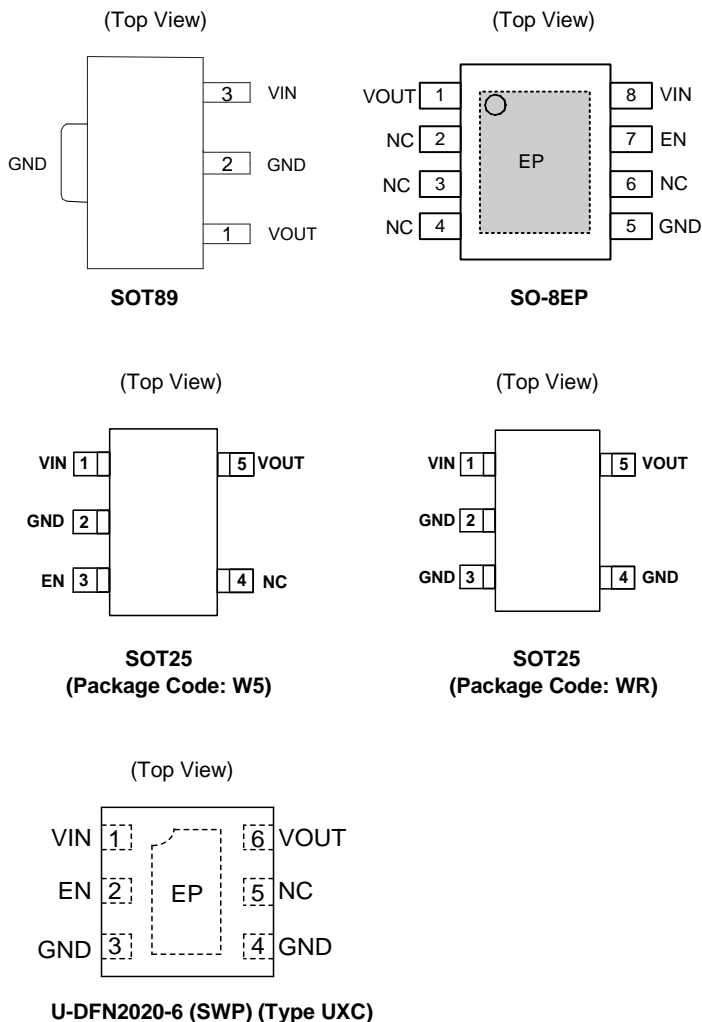 (Top View)
3 VIN
GND
2 GND
1 VOUT
SOT89
(Top View)
VOUT 1
8 VIN
NC 2
7 EN
EP
NC 3
6 NC
NC 4
5 GND
SO-8EP
(Top View)
VIN 1
5 VOUT
GND 2
EN 3
4 NC
SOT25
(Package Code: W5)
(Top View)
VIN 1
5 VOUT
GND 2
GND 3
4 GND
SOT25
(Package Code: WR)
(Top View)
VIN 1
6 VOUT
EN 2
EP
5 NC
GND 3
4 GND
U-DFN2020-6 (SWP) (Type UXC)